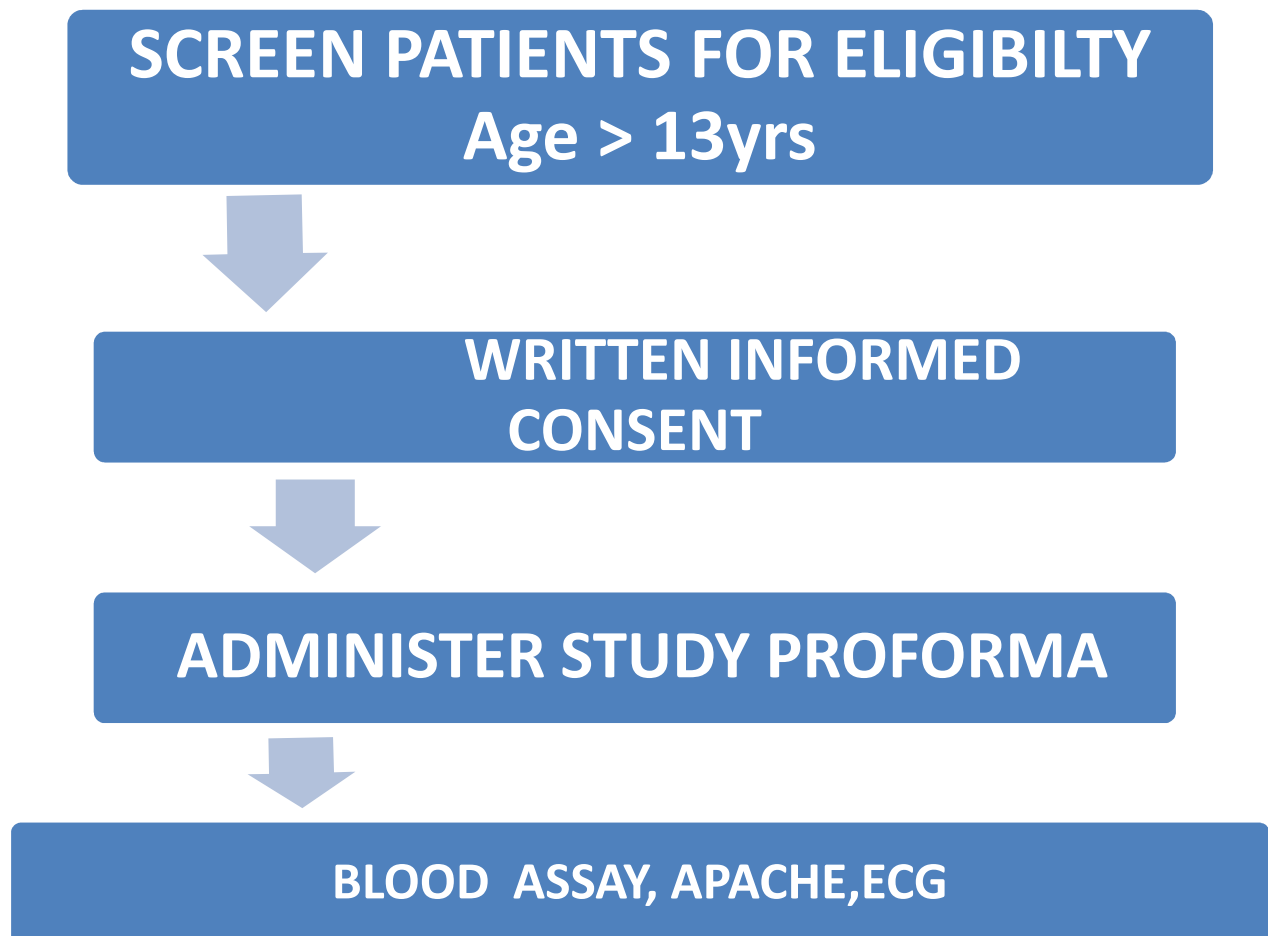 SCREEN PATIENTS FOR ELIGIBILTY
Age > 13yrs
WRITTEN INFORMED
CONSENT
ADMINISTER STUDY PROFORMA
BLOOD  ASSAY, APACHE,ECG